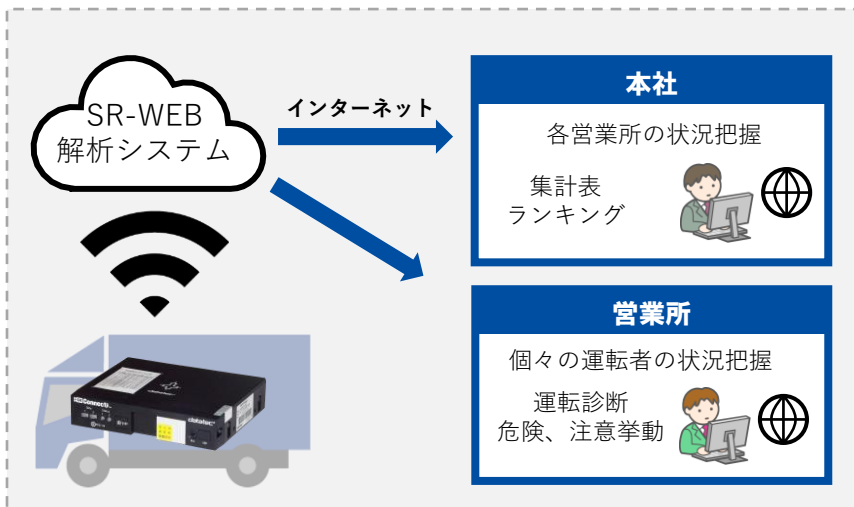 SR-WEB
解析システム
インターネット
本社
各営業所の状況把握
集計表
ランキング
営業所
個々の運転者の状況把握
運転診断
危険、注意挙動
Connect
datatec